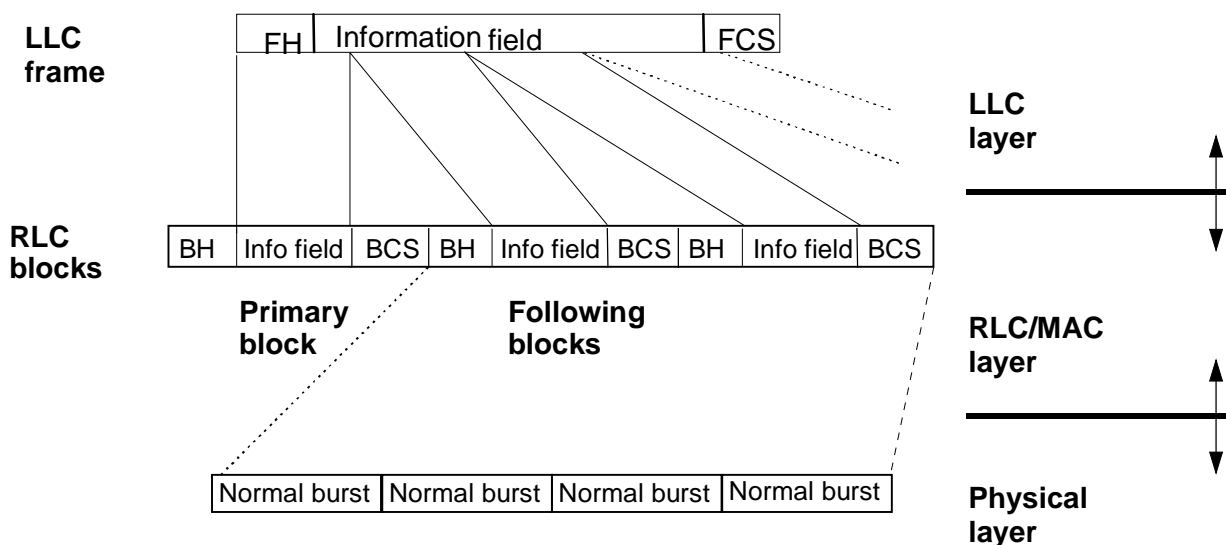 LLC
frame
FH Information field FCS
LLC
layer
RLC
blocks
BH Info field BCS BH Info field BCS BH Info field BCS
Primary
block
Following
blocks
RLC/MAC
layer
Normal burst Normal burst Normal burst Normal burst
Physical
layer